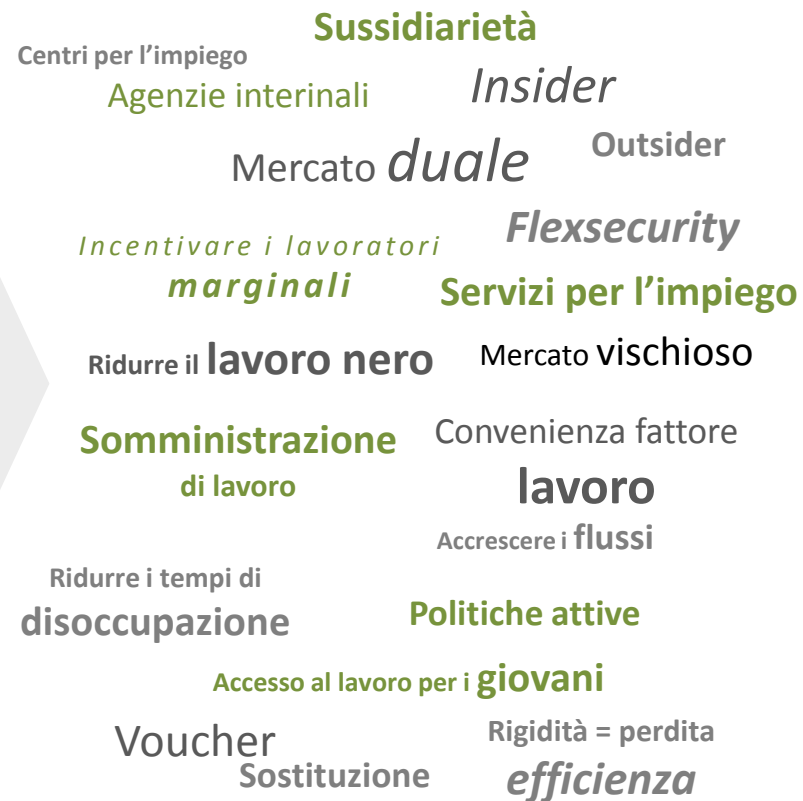 Sussidiarietà
Centri per l’impiego
Agenzie interinali
Insider
Mercato duale
Outsider
Flexsecurity
Incentivare i lavoratori
marginali
Servizi per l’impiego
Ridurre il lavoro nero
Mercato vischioso
Somministrazione
di lavoro
Convenienza fattore
lavoro
Accrescere i flussi
Ridurre i tempi di
disoccupazione
Politiche attive
Accesso al lavoro per i giovani
Voucher
Sostituzione
Rigidità = perdita
efficienza